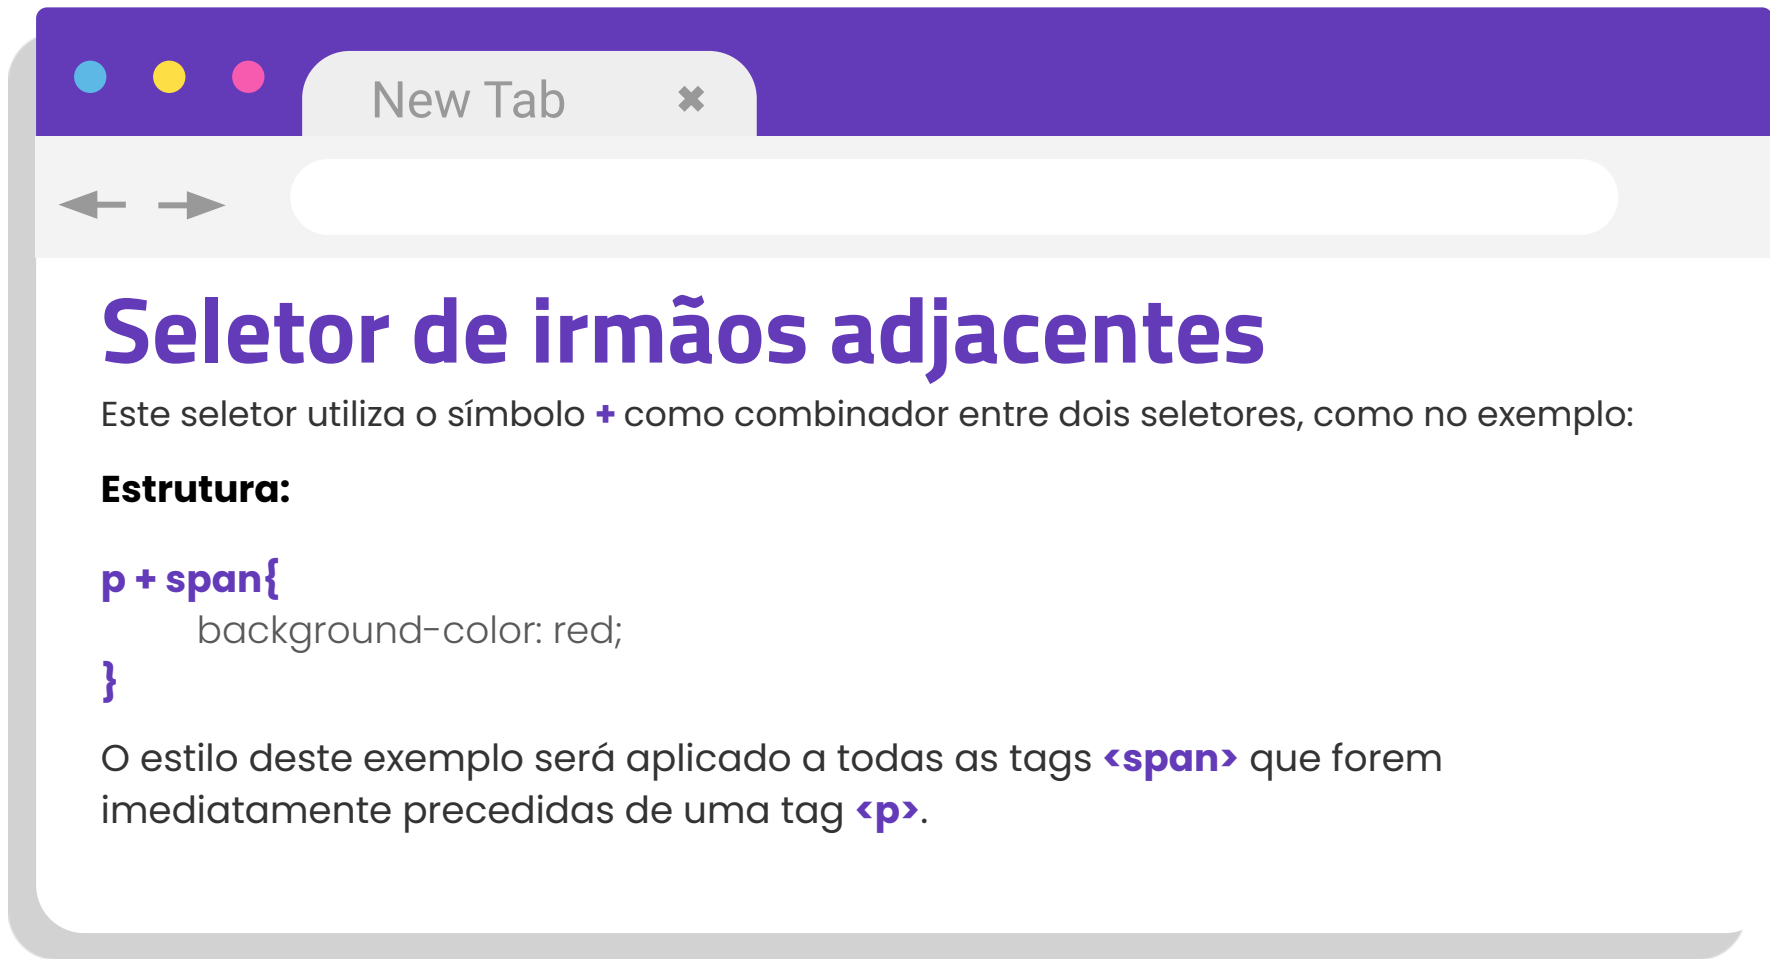 New Tab ✖
Seletor de irmãos adjacentes
Este seletor utiliza o símbolo + como combinador entre dois seletores, como no exemplo:
Estrutura:
p + span{
background-color: red;
}
O estilo deste exemplo será aplicado a todas as tags <span> que forem
imediatamente precedidas de uma tag <p>.